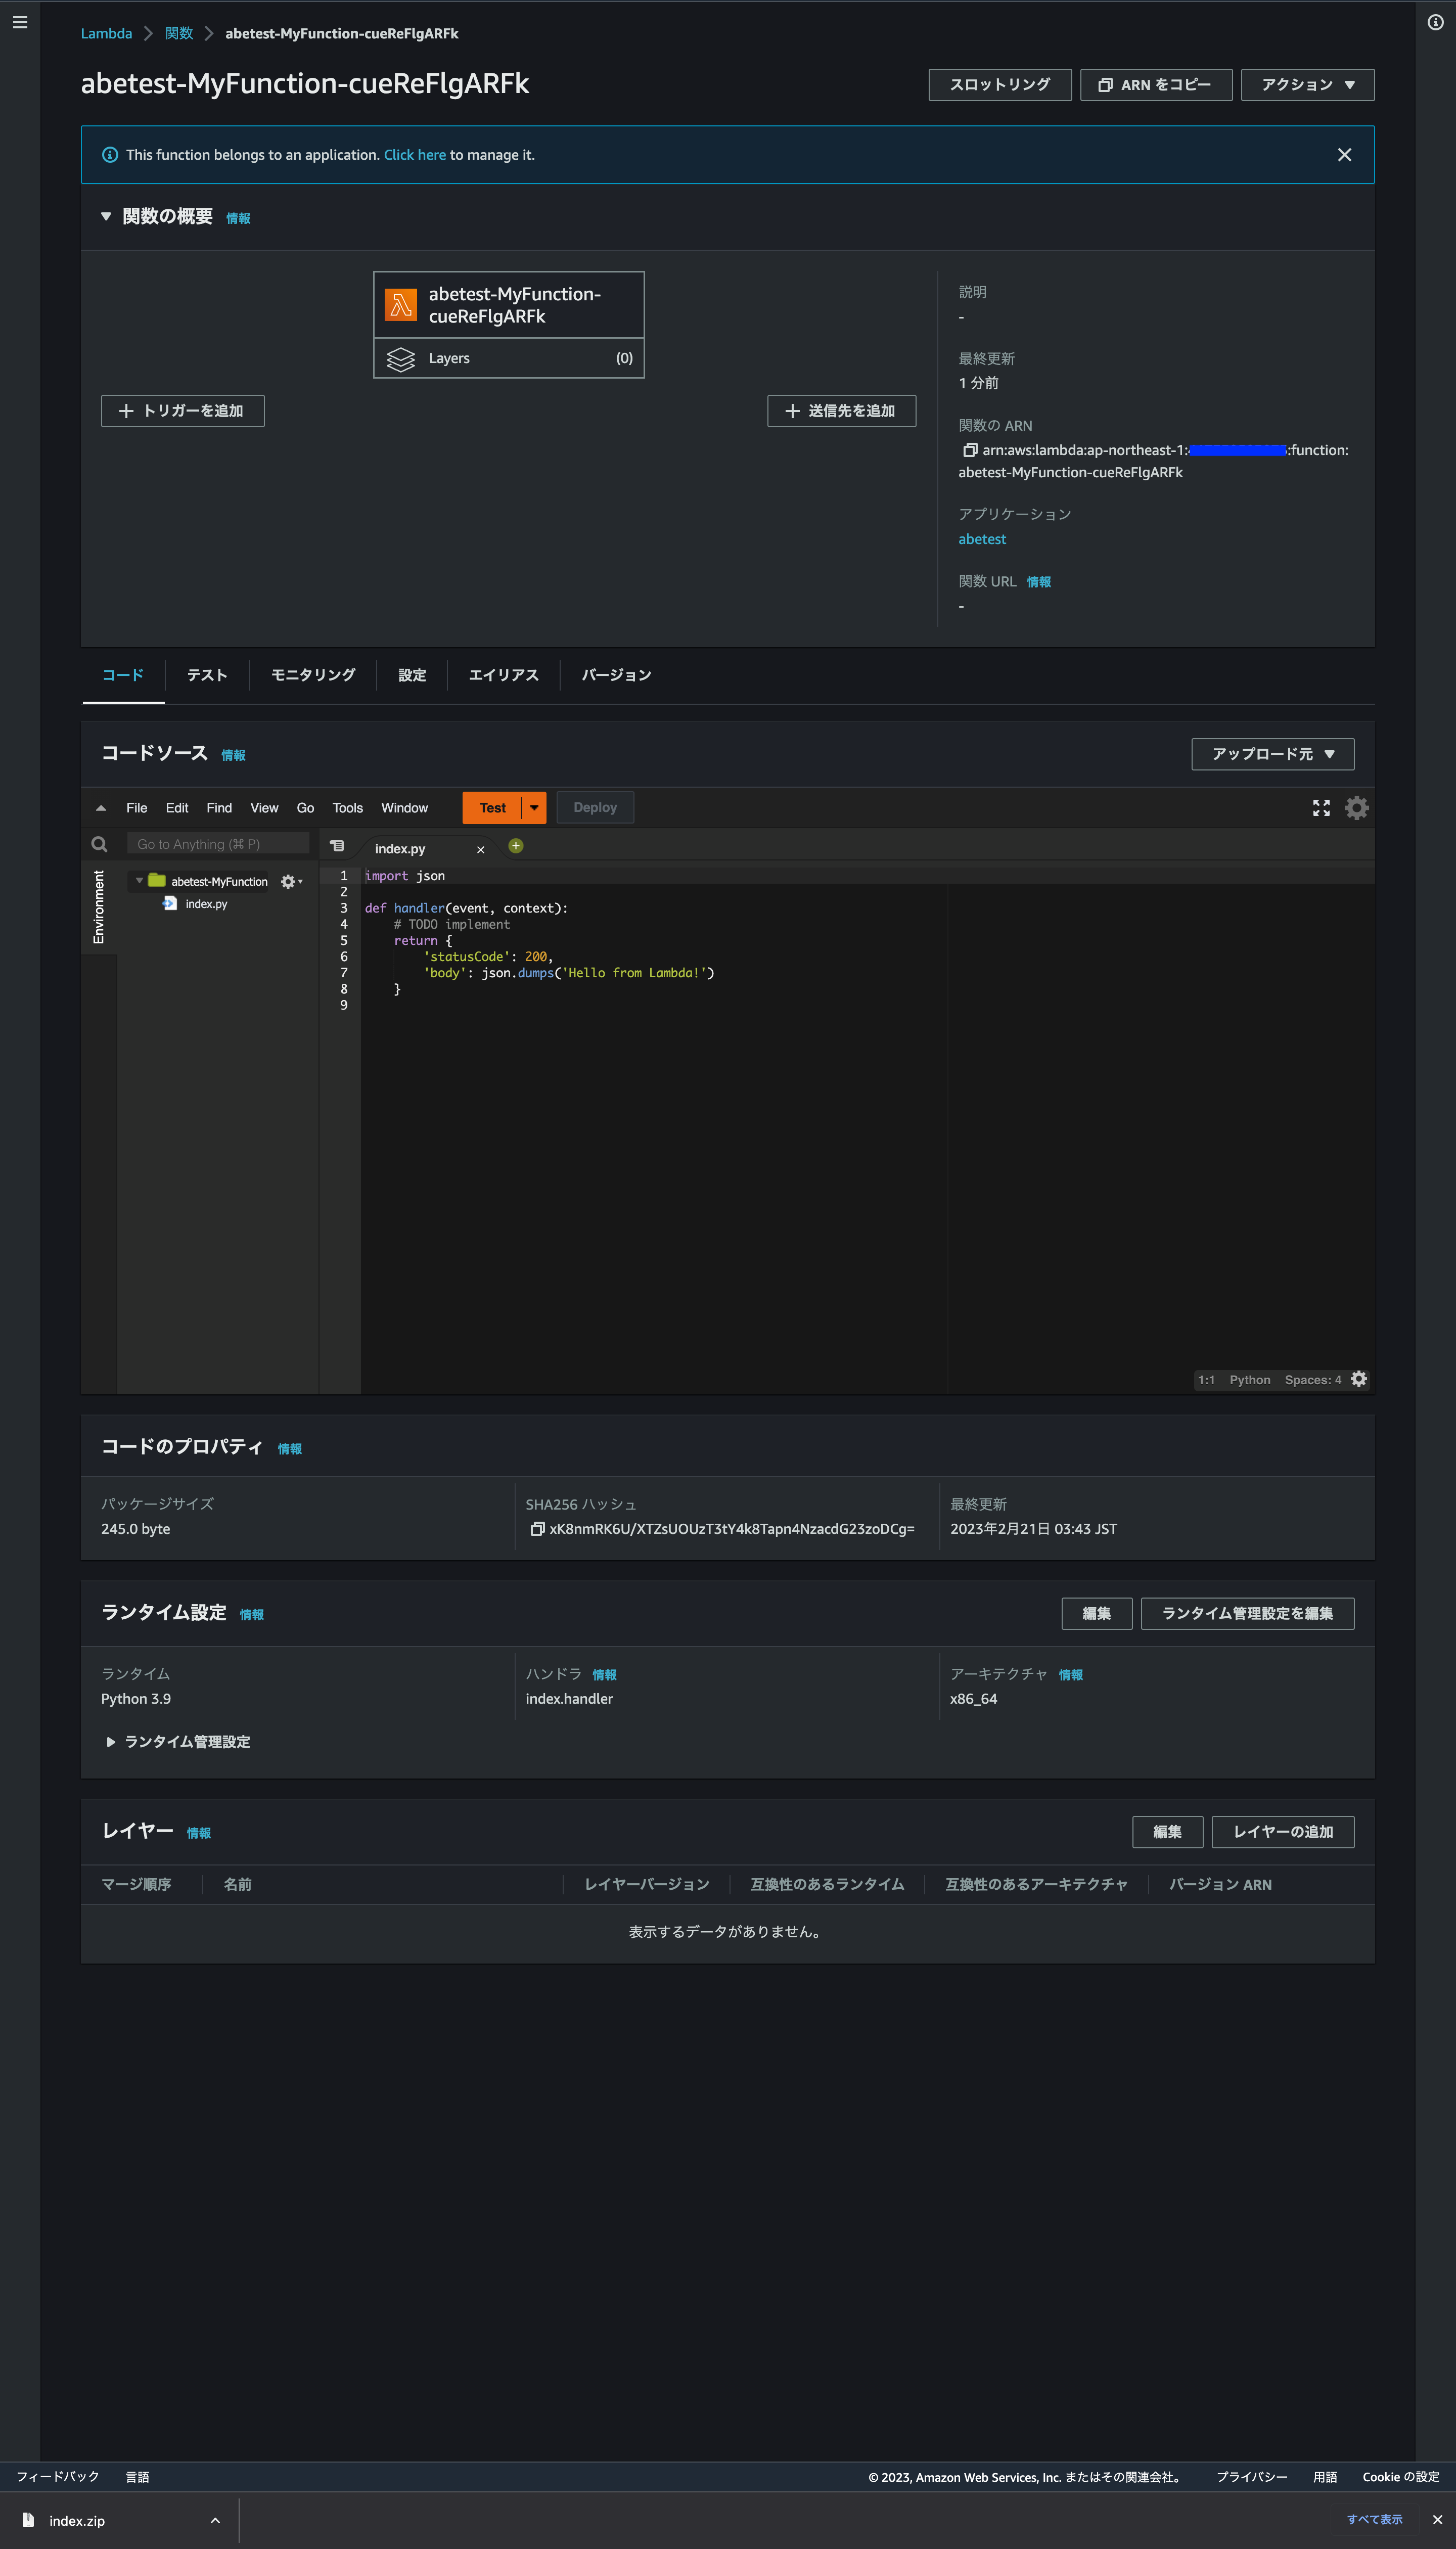 Lambda 関数 abetest-MyFunction-cueReFlgARFk
abetest-MyFunction-cueReFlgARFk
スロットリング ARN をコピー アクション
This function belongs to an application. Click here to manage it.
関数の概要 情報
abetest-MyFunction-
cueReFlgARFk
Layers (0)
トリガーを追加
送信先を追加
説明
-
最終更新
1 分前
関数の ARN
arn:aws:lambda:ap-northeast-1: :function:
abetest-MyFunction-cueReFlgARFk
アプリケーション
abetest
関数 URL 情報
-
コード テスト モニタリング 設定 エイリアス バージョン
コードソース 情報
アップロード元
File Edit Find View Go Tools Window Test Deploy
Go to Anything (⌘ P)
index.py
Environment
abetest-MyFunction
index.py
1 import json
2
3 def handler(event, context):
4 # TODO implement
5 return {
6 'statusCode': 200,
7 'body': json.dumps('Hello from Lambda!')
8 }
9
1:1 Python Spaces: 4
コードのプロパティ 情報
パッケージサイズ
245.0 byte
SHA256 ハッシュ
xK8nmRK6U/XTZsUOUzT3tY4k8Tapn4NzacdG23zoDCg=
最終更新
2023年2月21日 03:43 JST
ランタイム設定 情報
編集 ランタイム管理設定を編集
ランタイム
Python 3.9
ハンドラ 情報
index.handler
アーキテクチャ 情報
x86_64
ランタイム管理設定
レイヤー 情報
編集 レイヤーの追加
マージ順序 名前 レイヤーバージョン 互換性のあるランタイム 互換性のあるアーキテクチャ バージョン ARN
表示するデータがありません。
フィードバック 言語 © 2023, Amazon Web Services, Inc. またはその関連会社。 プライバシー 用語 Cookie の設定
index.zip すべて表示